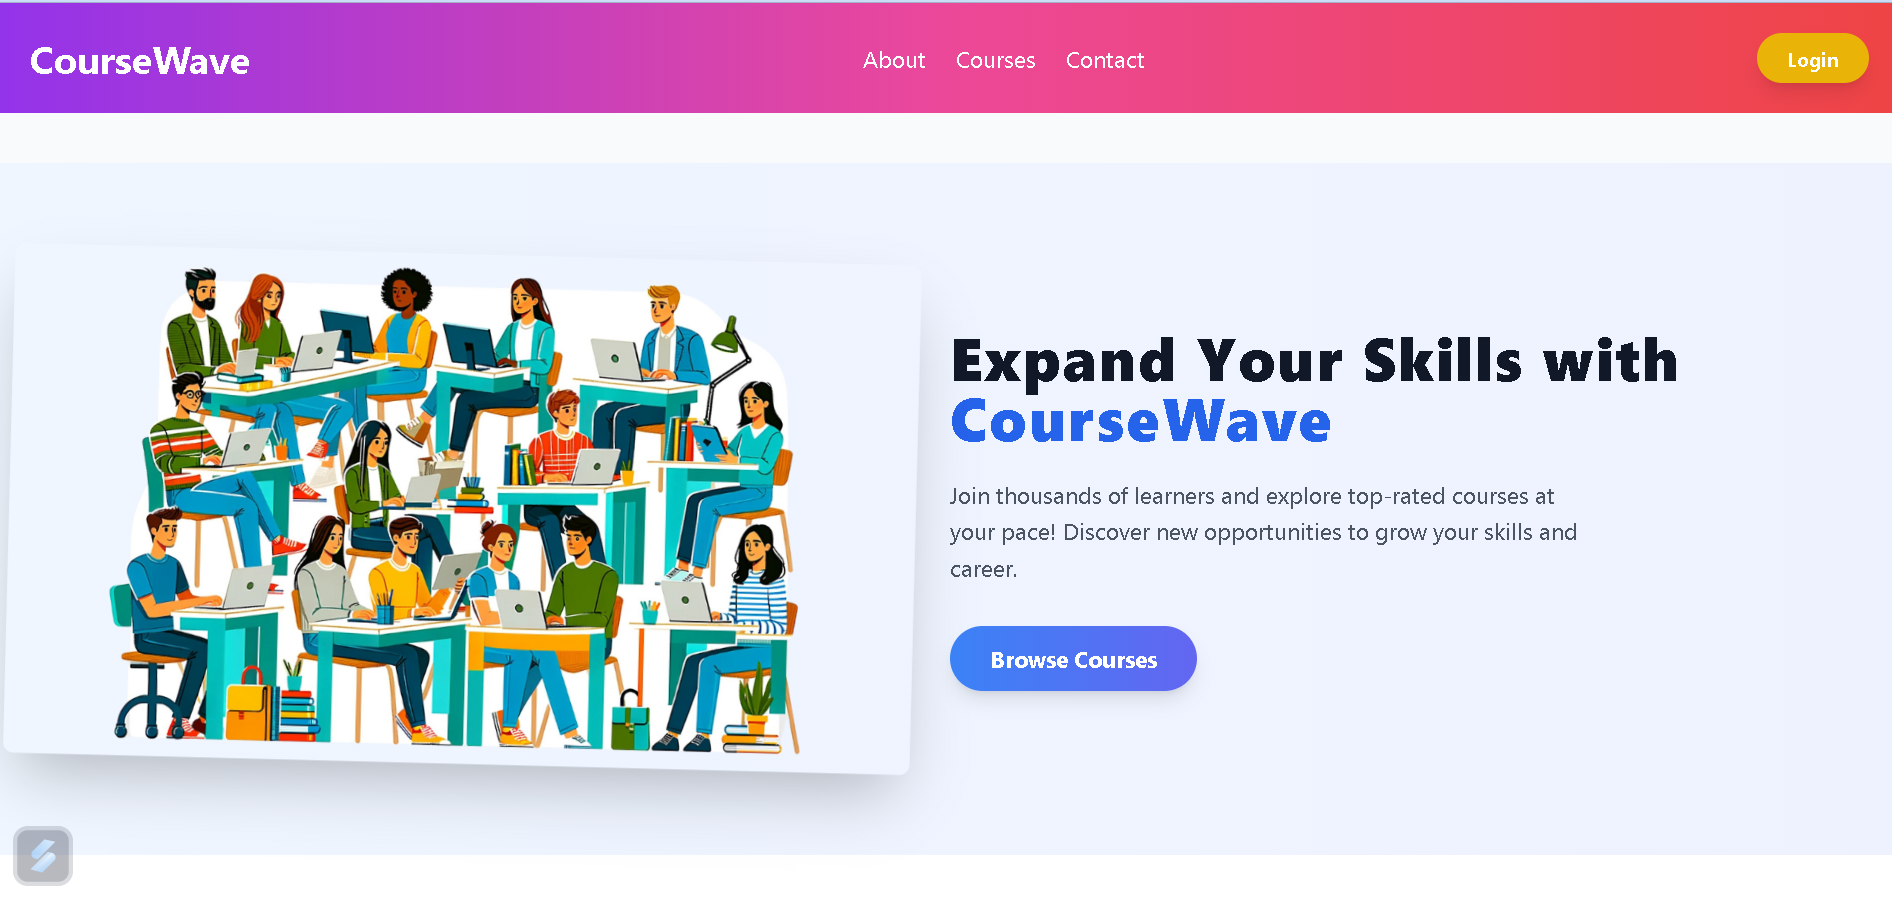 CourseWave
About Courses Contact
Login
Expand Your Skills with
CourseWave
Join thousands of learners and explore top-rated courses at
your pace! Discover new opportunities to grow your skills and
career.
Browse Courses